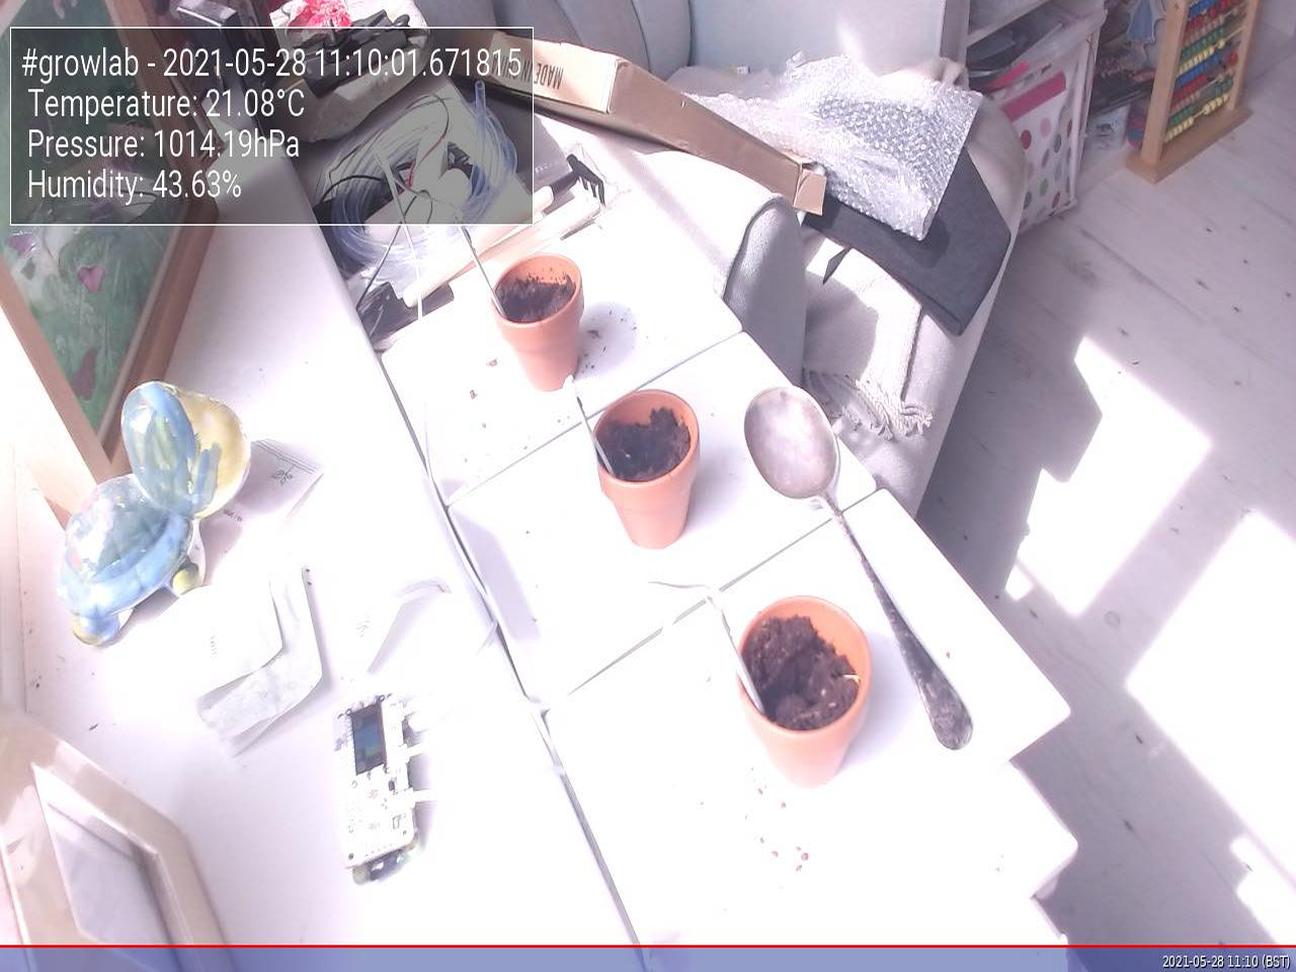 #growlab - 2021-05-28 11:10:01.671815
Temperature: 21.08°C
Pressure: 1014.19hPa
Humidity: 43.63%
MADE IN
2021-05-28 11:10 (BST)